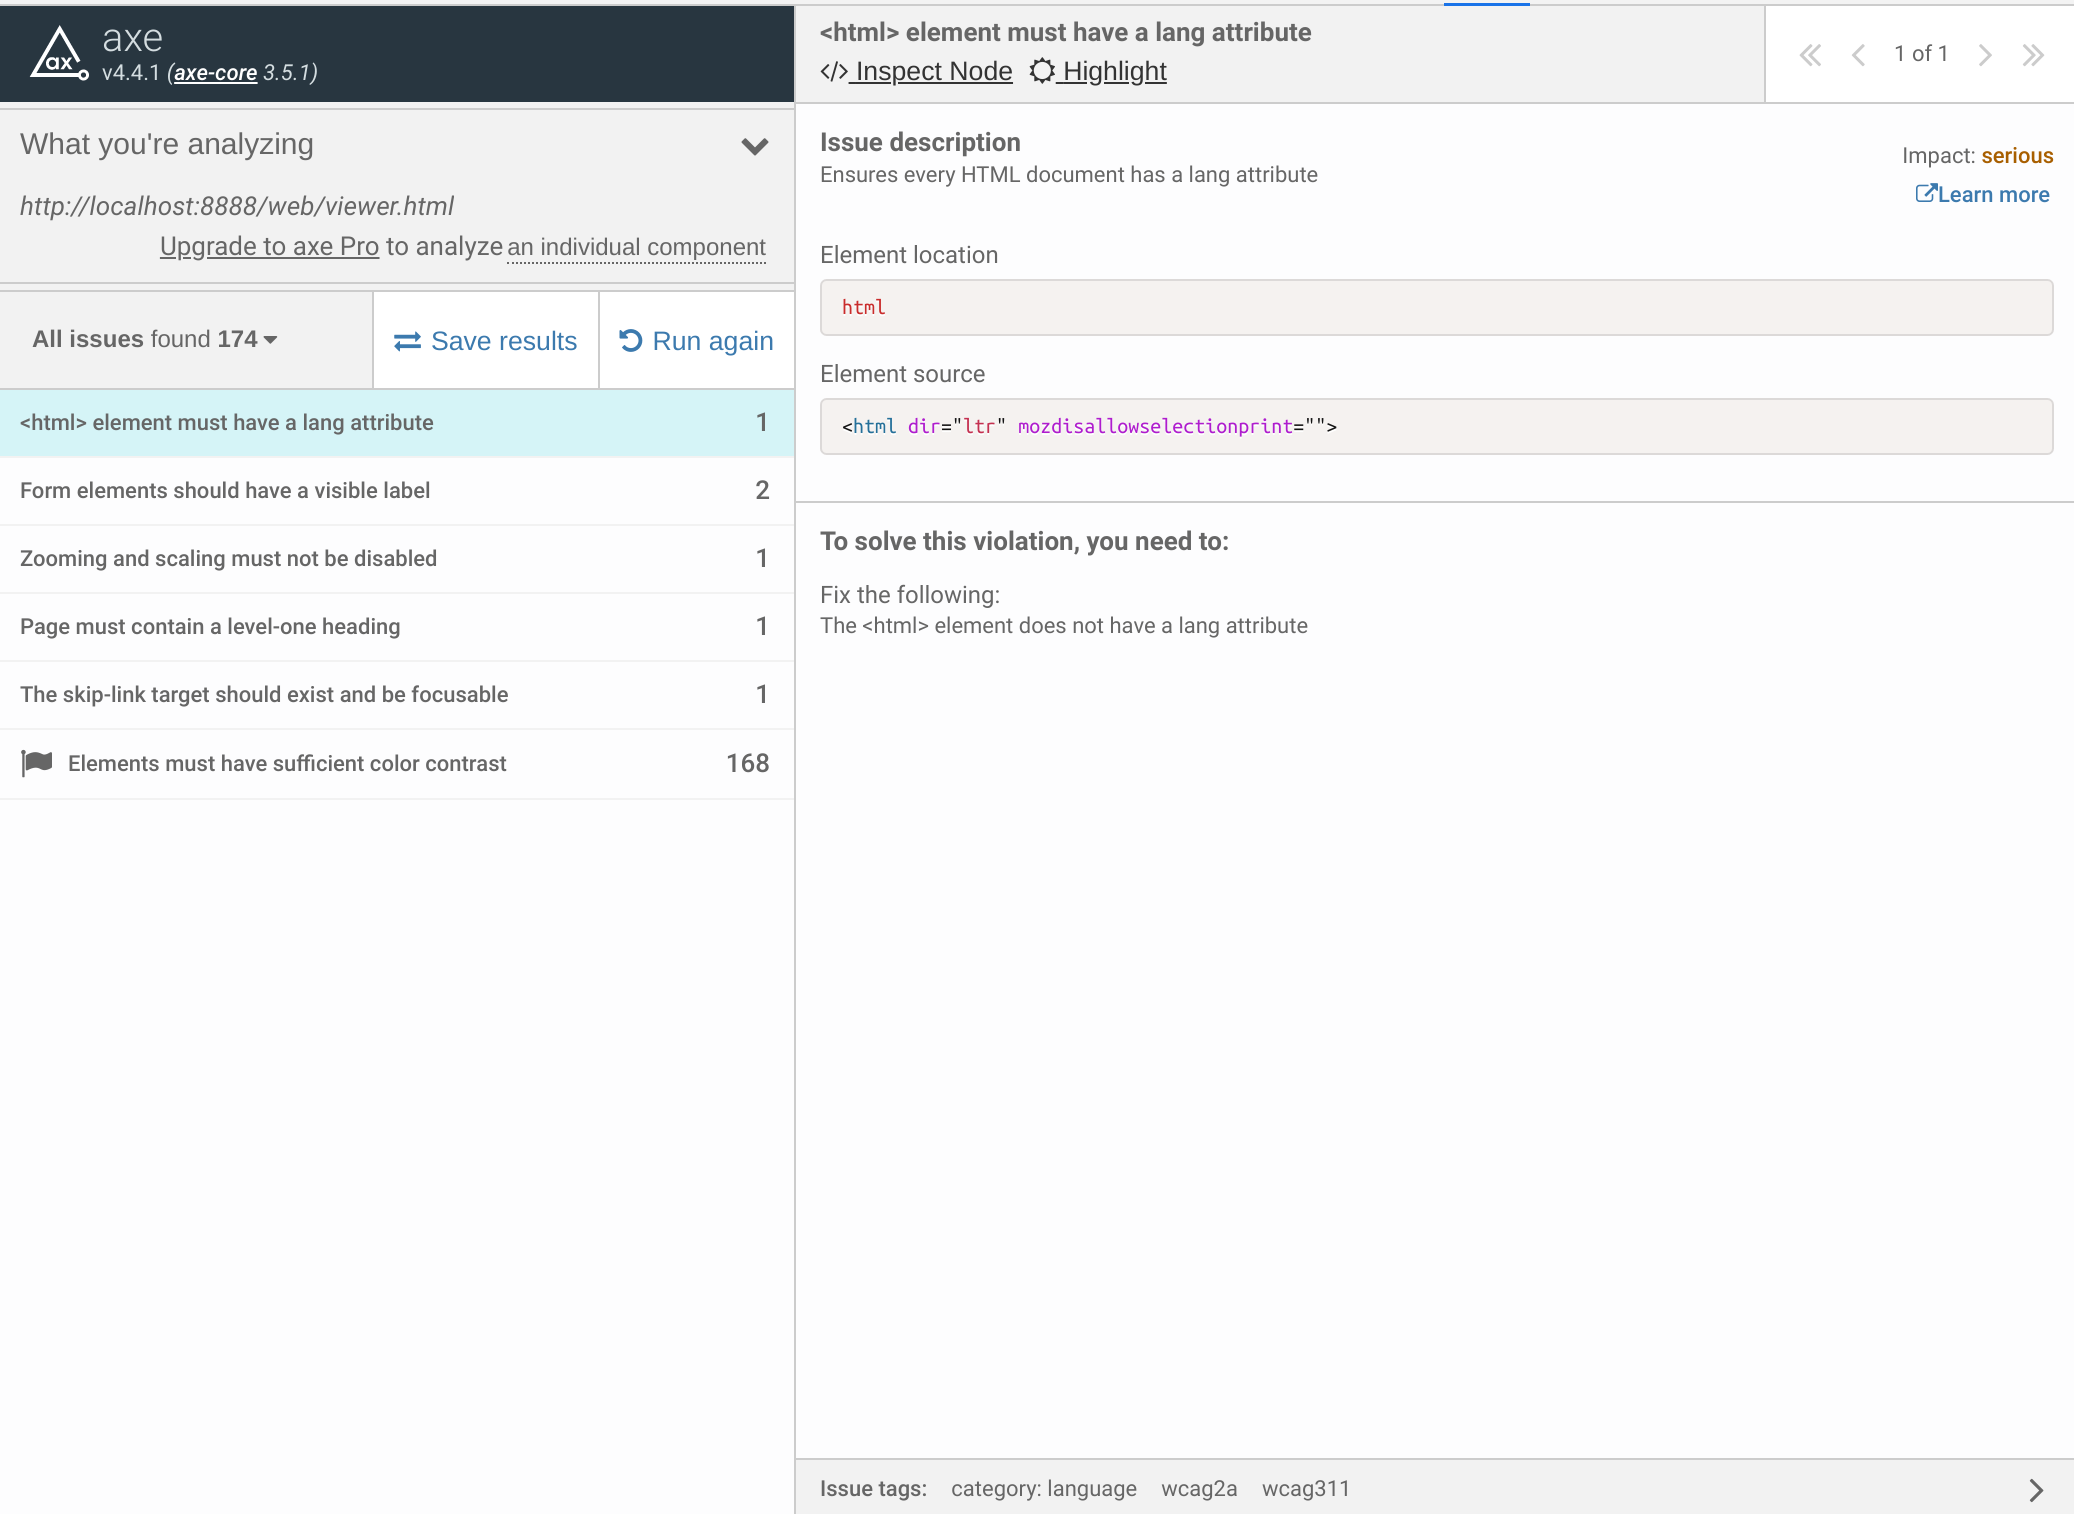 axe
v4.4.1 (axe-core 3.5.1)
What you're analyzing
http://localhost:8888/web/viewer.html
Upgrade to axe Pro to analyze an individual component
All issues found 174
Save results
Run again
<html> element must have a lang attribute 1
Form elements should have a visible label 2
Zooming and scaling must not be disabled 1
Page must contain a level-one heading 1
The skip-link target should exist and be focusable 1
Elements must have sufficient color contrast 168
<html> element must have a lang attribute
</> Inspect Node Highlight
1 of 1
Issue description
Ensures every HTML document has a lang attribute
Impact: serious
Learn more
Element location
html
Element source
<html dir="ltr" mozdisallowselectionprint="">
To solve this violation, you need to:
Fix the following:
The <html> element does not have a lang attribute
Issue tags: category: language wcag2a wcag311